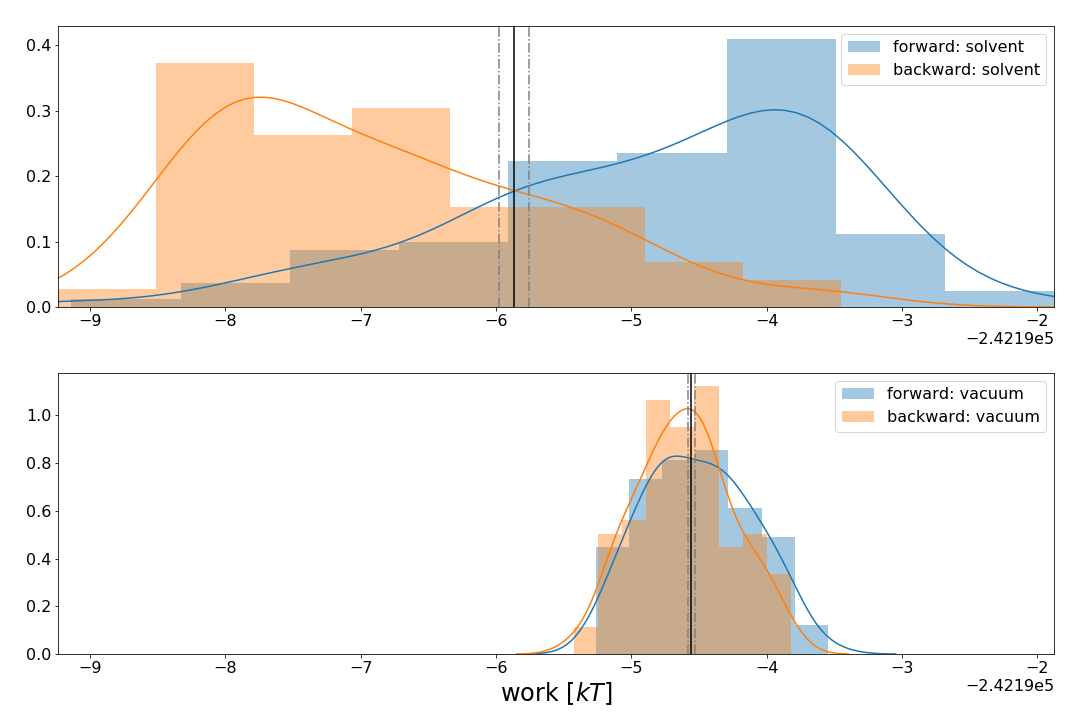 0.4
0.3
0.2
0.1
0.0
forward: solvent
backward: solvent
−9 −8 −7 −6 −5 −4 −3 −2
−2.4219e5
1.0
0.8
0.6
0.4
0.2
0.0
forward: vacuum
backward: vacuum
−9 −8 −7 −6 −5 −4 −3 −2
−2.4219e5
work [kT]